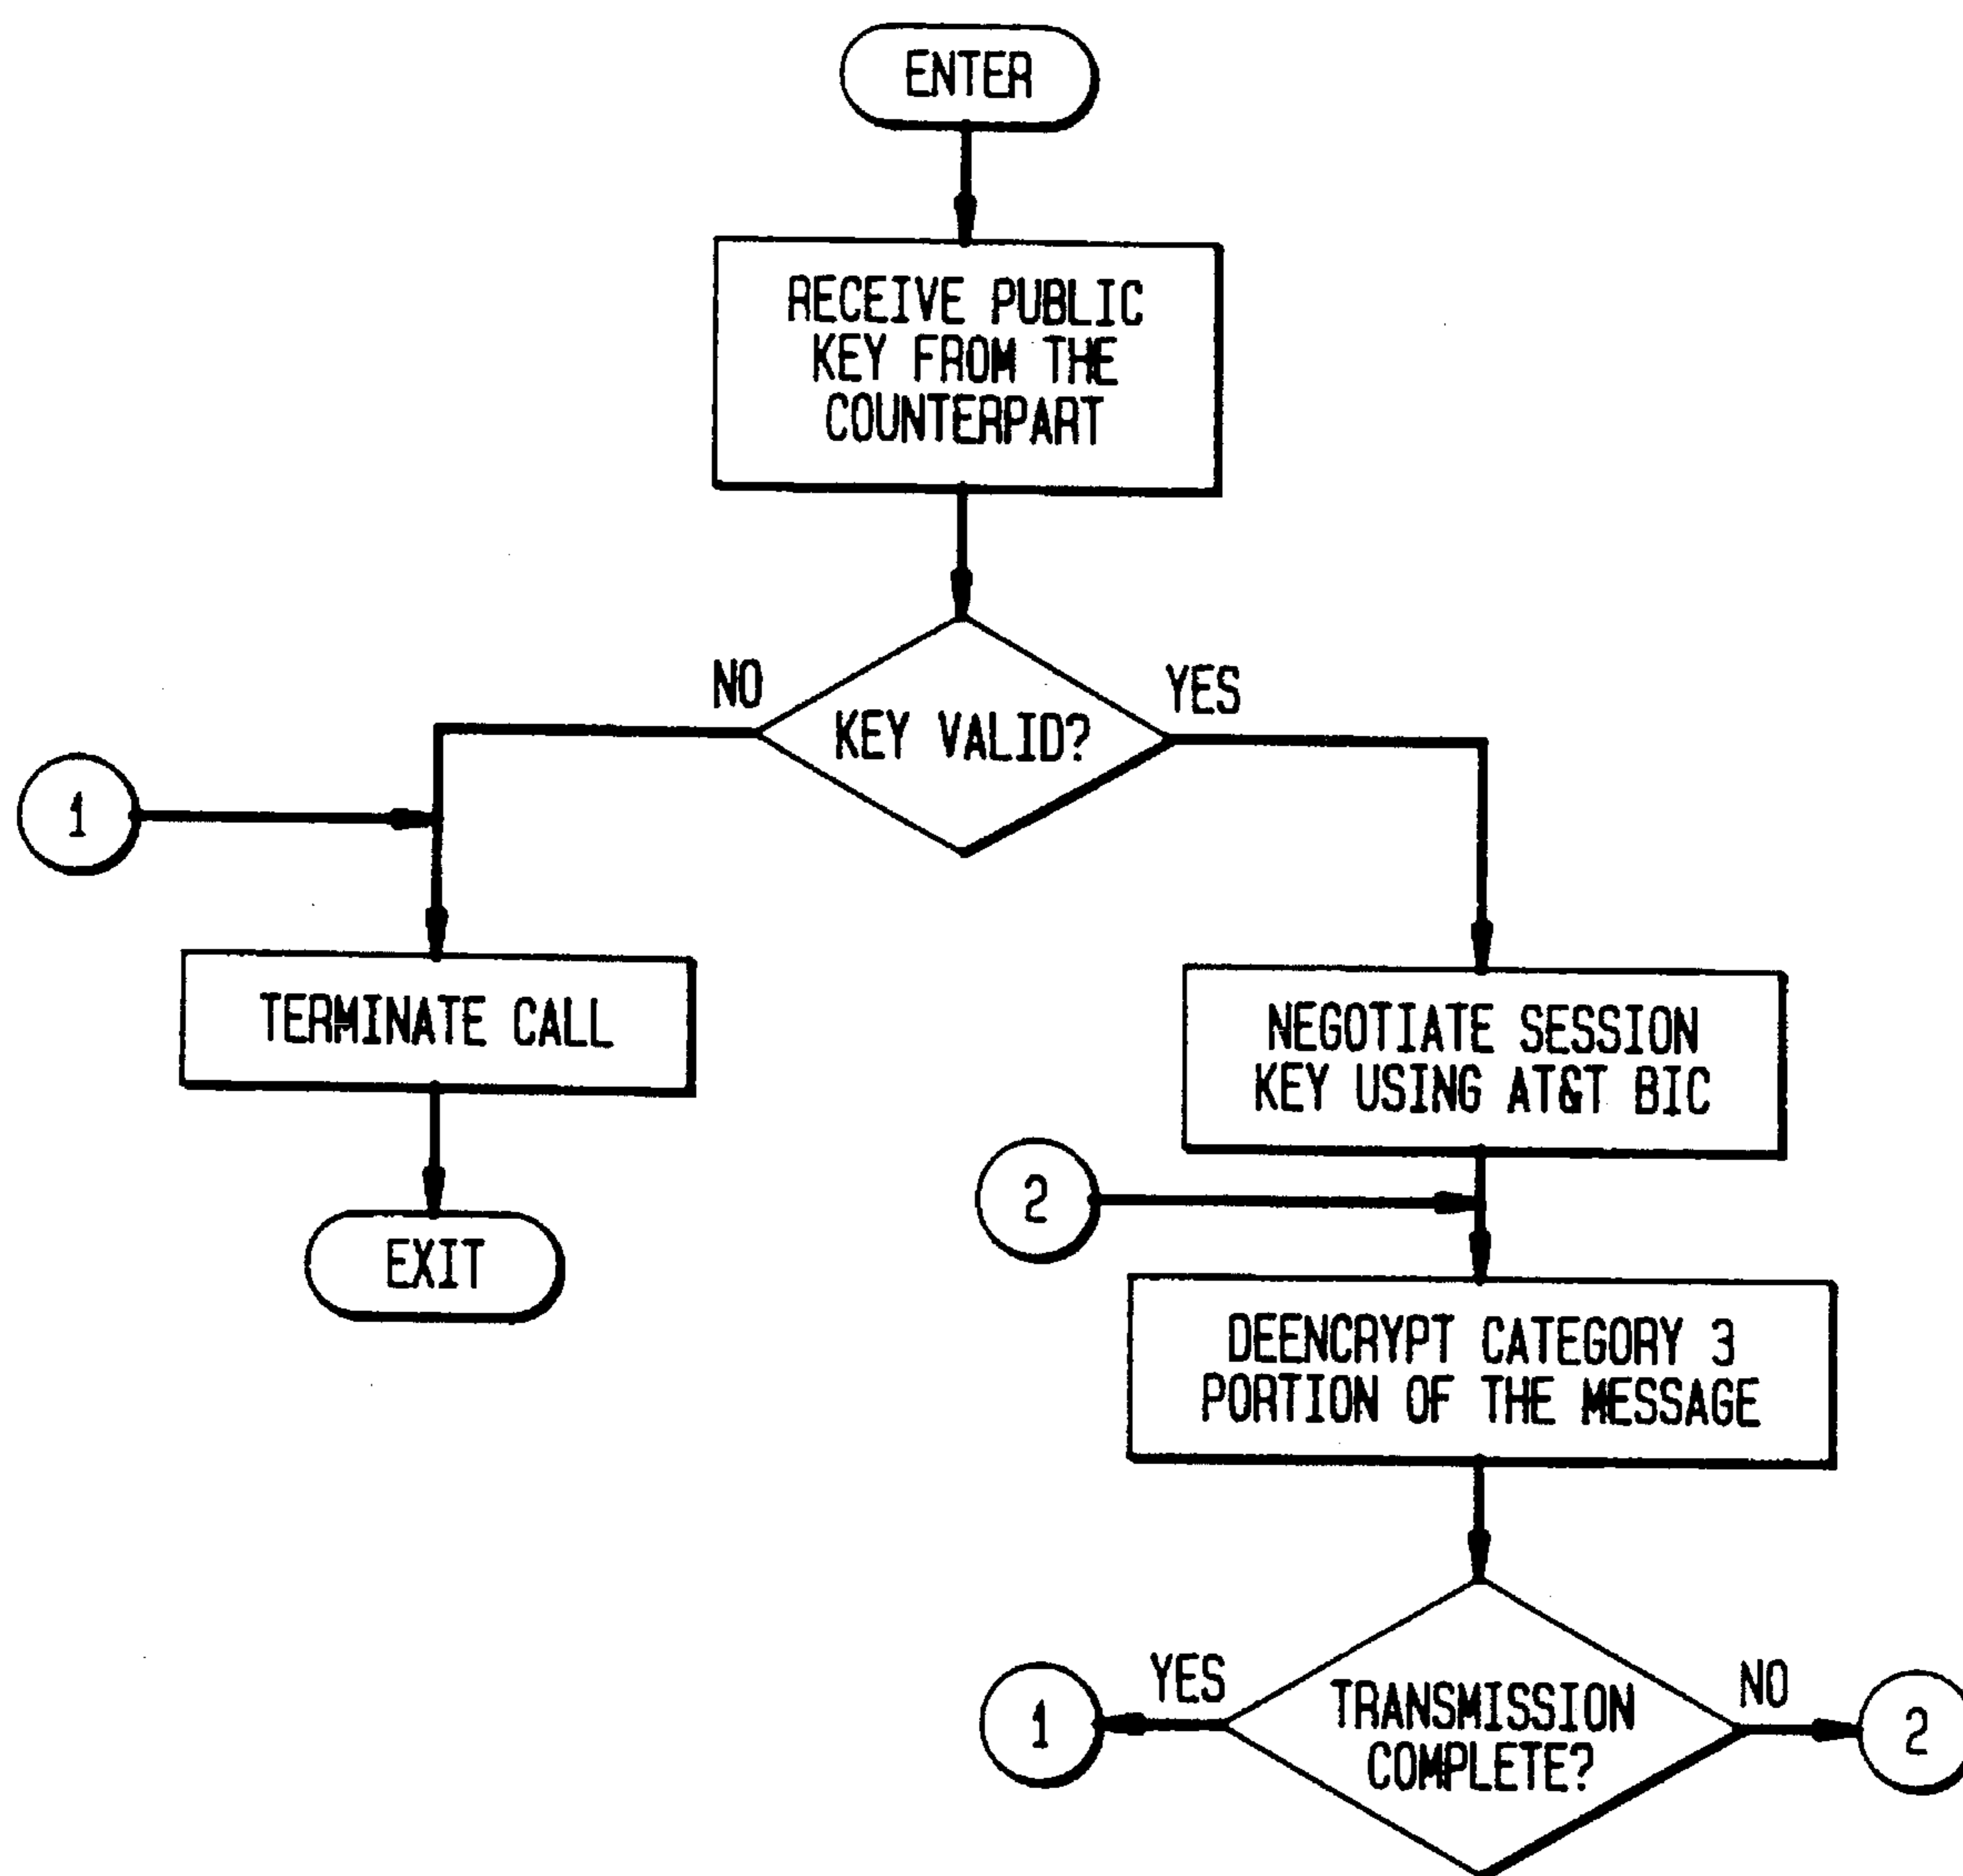 ENTER
RECEIVE PUBLIC
KEY FROM THE
COUNTERPART
NO
YES
KEY VALID?
1
TERMINATE CALL
NEGOTIATE SESSION
KEY USING AT&T BIC
2
EXIT
DEENCRYPT CATEGORY 3
PORTION OF THE MESSAGE
YES
NO
1
TRANSMISSION
COMPLETE?
2